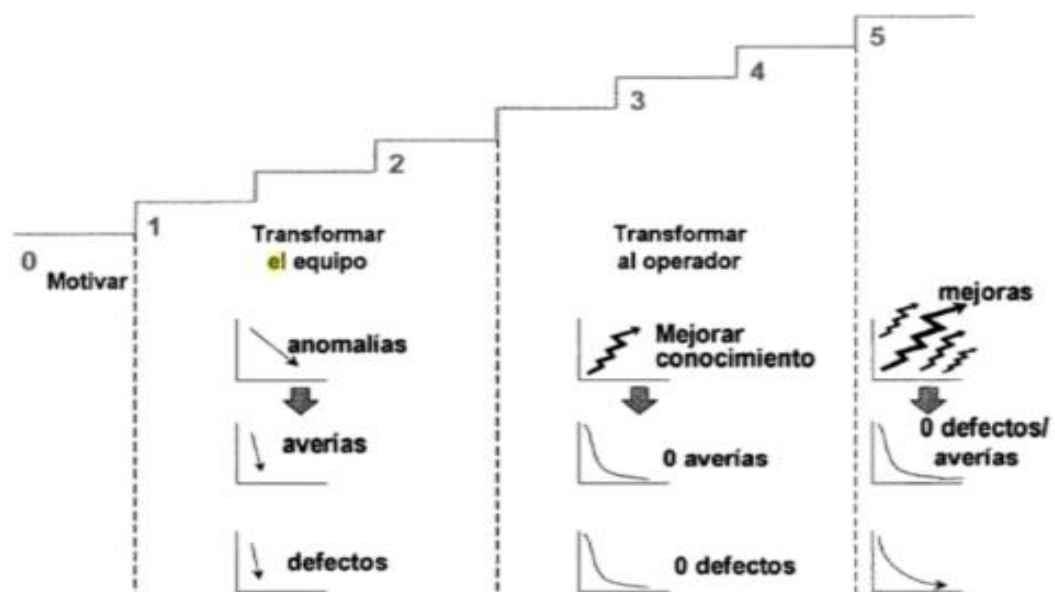 5
4
3
2
1
0
Motivar
Transformar
el equipo
Transformar
al operador
anomalías
Mejorar
conocimiento
mejoras
averías
0 averías
0 defectos/
averías
defectos
0 defectos